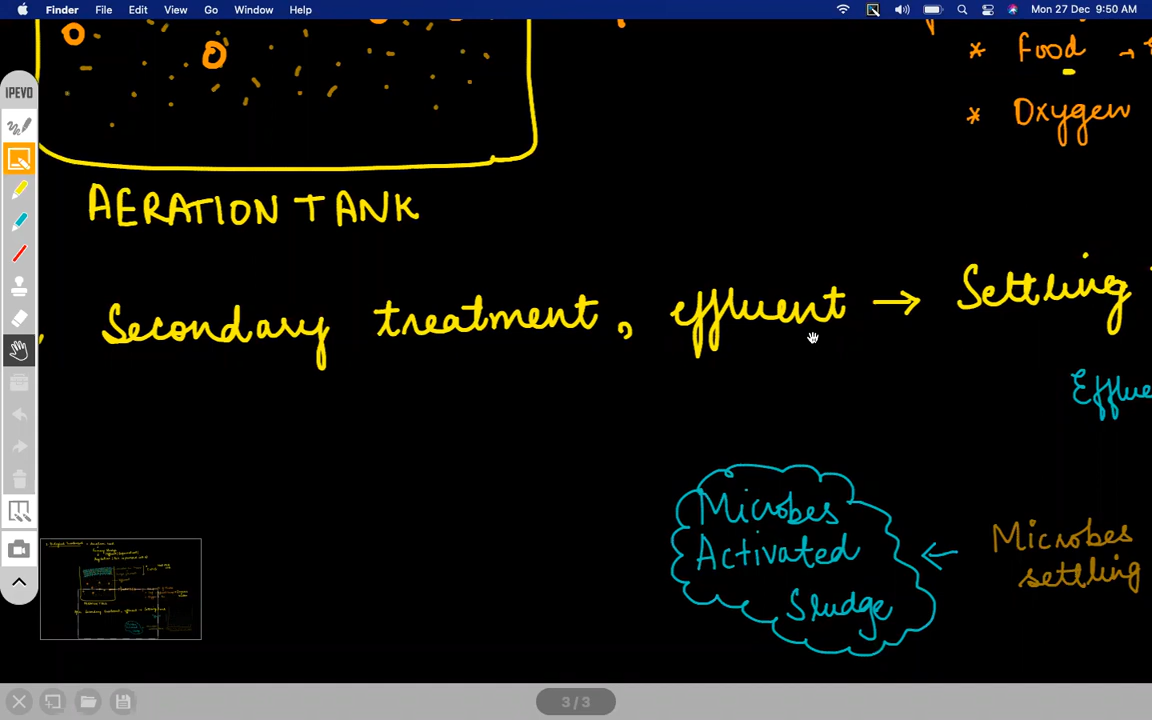 Finder File Edit View Window Go Help Mon 27 Dec 9:50 AM
IPEVO
* Food →
* Oxygen
AERATION TANK
Secondary treatment, effluent → Settling
Efflue
Microbes
Activated
Sludge
← Microbes
settling
3 / 3